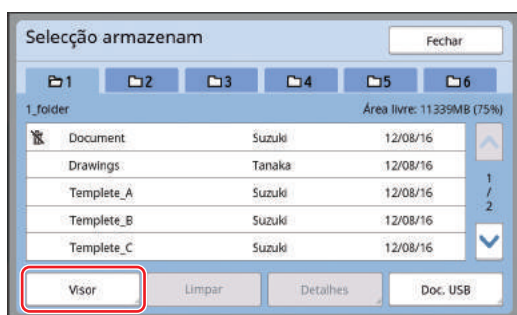 Selecção armazenam
Fechar
1 2 3 4 5 6
1_folder Área livre: 11339MB (75%)
Document Suzuki 12/08/16
Drawings Tanaka 12/08/16
Templete_A Suzuki 12/08/16
Templete_B Suzuki 12/08/16
Templete_C Suzuki 12/08/16
1
/
2
Visor Limpar Detalhes Doc. USB